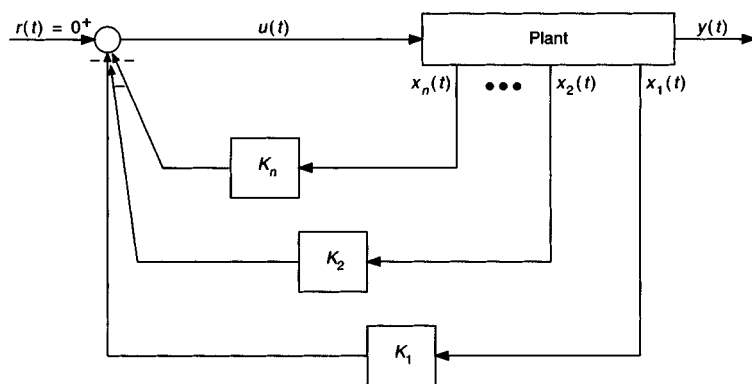 r(t) = 0 +
u(t)
Plant
y(t)
– –
–
xₙ(t)
•••
x₂(t)
x₁(t)
Kₙ
K₂
K₁